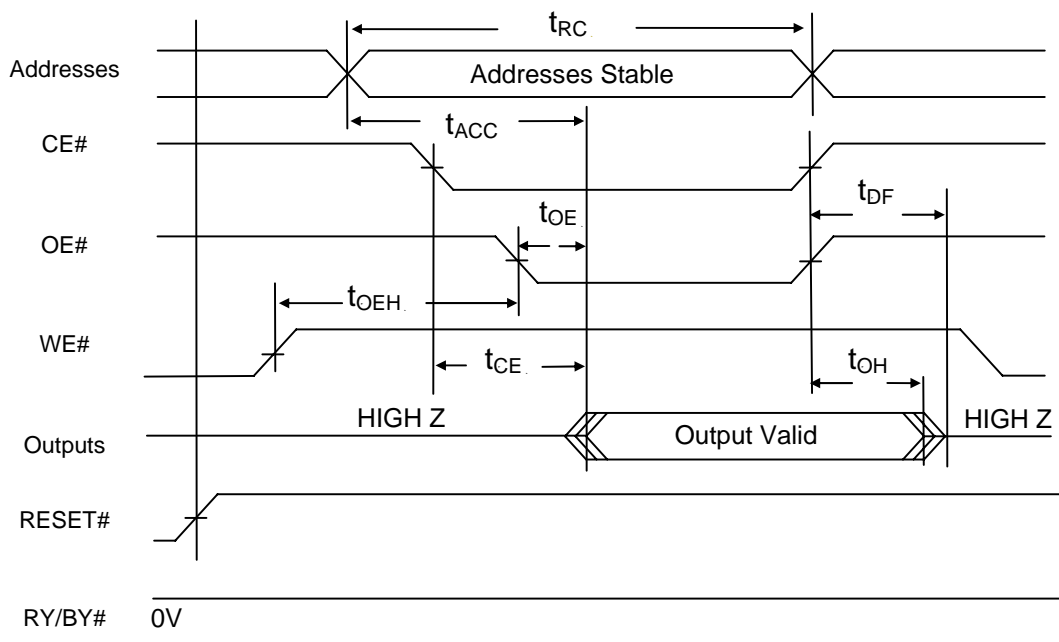 tRC
Addresses
Addresses Stable
tACC
CE#
tDF
tOE
OE#
tOEH
WE#
tCE
tOH
HIGH Z
HIGH Z
Output Valid
Outputs
RESET#
RY/BY#
0V